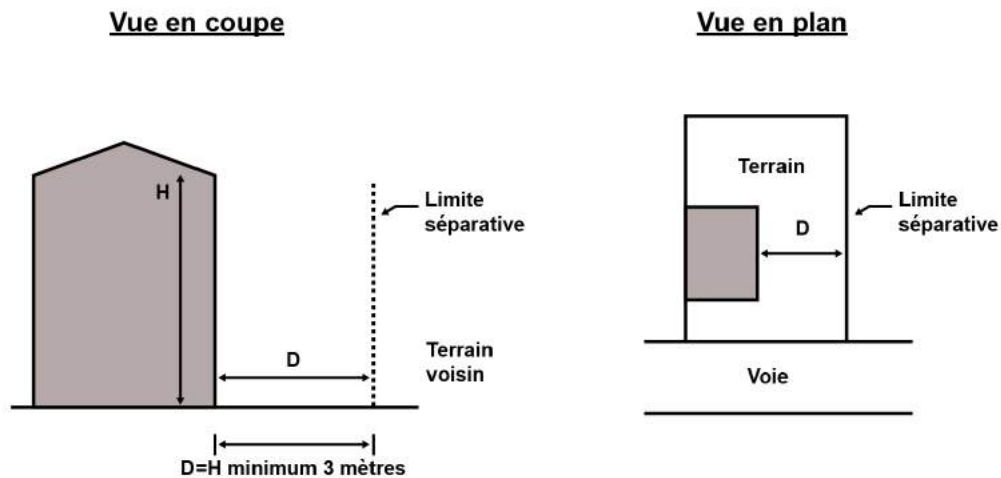 Vue en coupe
H
Limite
séparative
D
Terrain
voisin
D=H minimum 3 mètres
Vue en plan
Terrain
D
Limite
séparative
Voie